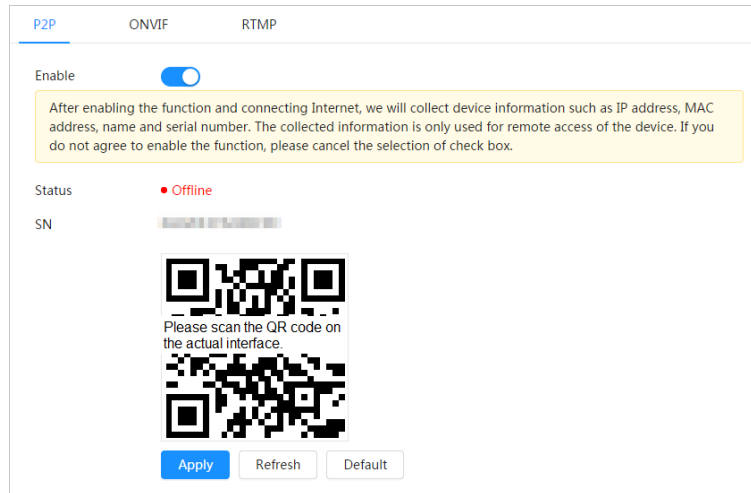 P2P ONVIF RTMP
Enable
After enabling the function and connecting Internet, we will collect device information such as IP address, MAC
address, name and serial number. The collected information is only used for remote access of the device. If you
do not agree to enable the function, please cancel the selection of check box.
Status Offline
SN
Please scan the QR code on
the actual interface.
Apply Refresh Default